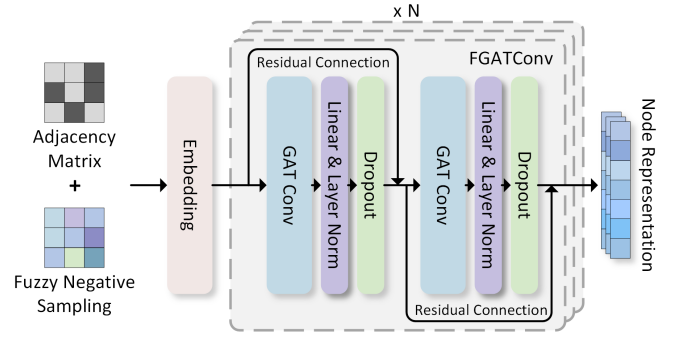 x N
FGATConv
Residual Connection
Adjacency
Matrix
+
Fuzzy Negative
Sampling
Embedding
GAT Conv
Linear & Layer Norm
Dropout
GAT Conv
Linear & Layer Norm
Dropout
Residual Connection
Node Representation